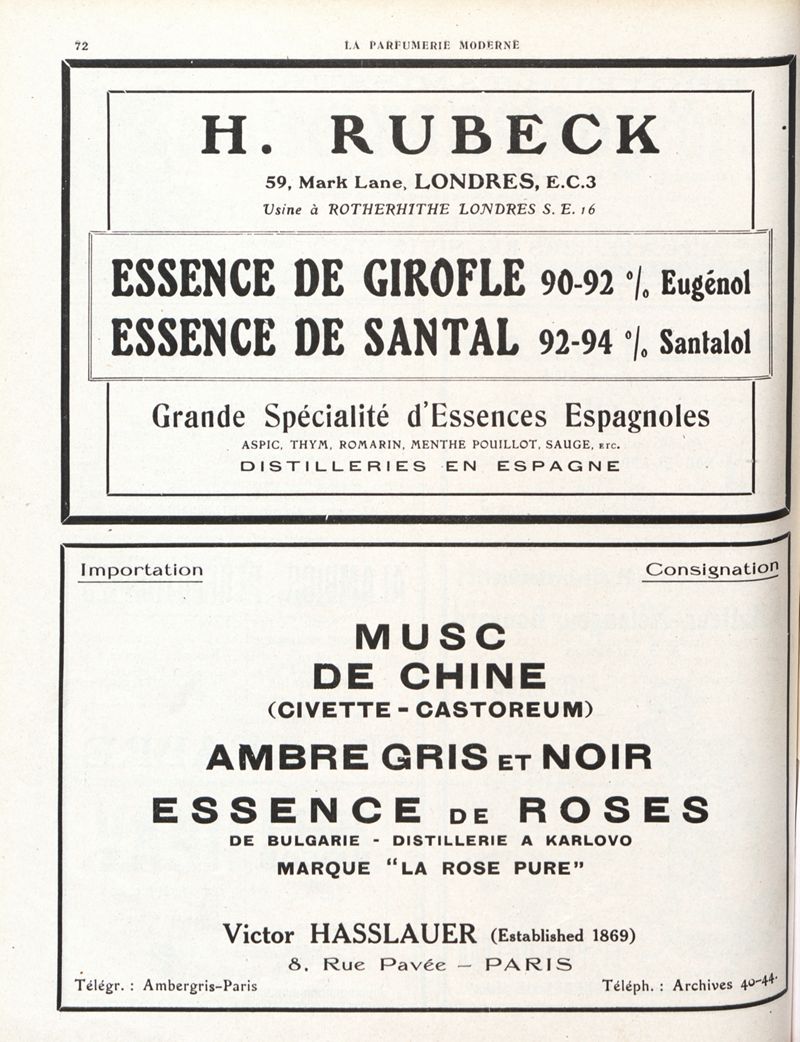 72
LA PARFUMERIE MODERNE
H. RUBECK
59, Mark Lane, LONDRES, E.C.3
Usine à ROTHERHITHE LONDRES S. E. 16
ESSENCE DE GIROFLE 90-92 % Eugénol
ESSENCE DE SANTAL 92-94 % Santalol
Grande Spécialité d'Essences Espagnoles
ASPIC, THYM, ROMARIN, MENTHE POUILLOT, SAUGE, ETC.
DISTILLERIES EN ESPAGNE
Importation
Consignation
MUSC
DE CHINE
(CIVETTE - CASTOREUM)
AMBRE GRIS ET NOIR
ESSENCE DE ROSES
DE BULGARIE - DISTILLERIE A KARLOVO
MARQUE "LA ROSE PURE"
Victor HASSLAUER (Established 1869)
8, Rue Pavée — PARIS
Télégr. : Ambergris-Paris
Téléph. : Archives 40-44.